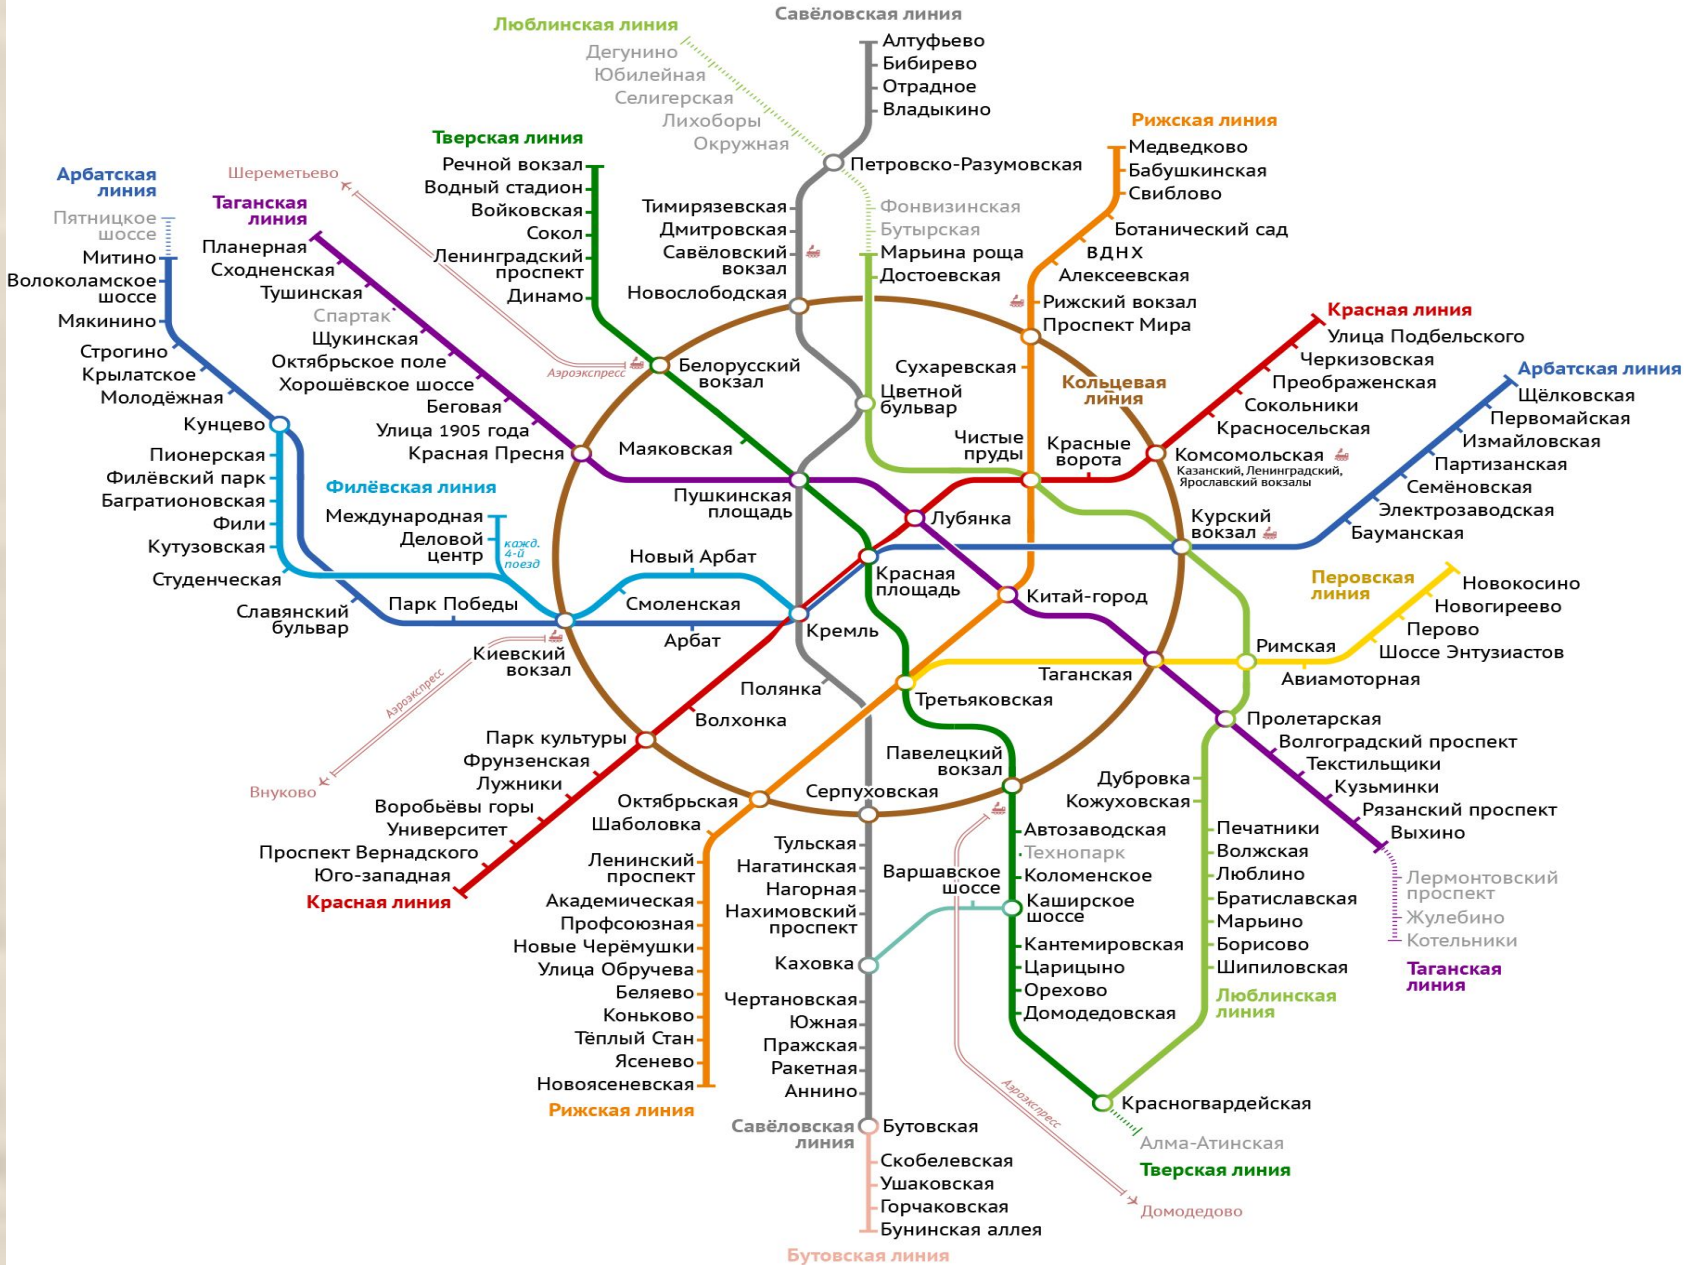 Савёловская линия
Люблинская линия
Дегунино
Юбилейная
Селигерская
Лихоборы
Окружная
Алтуфьево
Бибирево
Отрадное
Владыкино
Петровско-Разумовская
Тимирязевская
Дмитровская
Савёловский
вокзал
Новослободская
Фонвизинская
Бутырская
Марьина роща
Достоевская
Тверская линия
Речной вокзал
Водный стадион
Войковская
Сокол
Ленинградский
проспект
Динамо
Белорусский
вокзал
Маяковская
Шереметьево
Аэроэкспресс
Арбатская
линия
Пятницкое
шоссе
Митино
Волоколамское
шоссе
Мякинино
Строгино
Крылатское
Молодёжная
Кунцево
Пионерская
Филёвский парк
Багратионовская
Фили
Кутузовская
Студенческая
Славянский
бульвар
Парк Победы
Таганская
линия
Планерная
Сходненская
Тушинская
Спартак
Щукинская
Октябрьское поле
Хорошёвское шоссе
Беговая
Улица 1905 года
Красная Пресня
Филёвская линия
Международная
Деловой
центр
кажд.
4-й
поезд
Новый Арбат
Смоленская
Арбат
Киевский
вокзал
Аэроэкспресс
Внуково
Рижская линия
Медведково
Бабушкинская
Свиблово
Ботанический сад
ВДНХ
Алексеевская
Рижский вокзал
Проспект Мира
Сухаревская
Кольцевая
линия
Цветной
бульвар
Чистые
пруды
Красные
ворота
Красная линия
Улица Подбельского
Черкизовская
Преображенская
Сокольники
Красносельская
Комсомольская
Казанский, Ленинградский,
Ярославский вокзалы
Арбатская линия
Щёлковская
Первомайская
Измайловская
Партизанская
Семёновская
Электрозаводская
Бауманская
Курский
вокзал
Пушкинская
площадь
Лубянка
Красная
площадь
Китай-город
Кремль
Перовская
линия
Новокосино
Новогиреево
Перово
Шоссе Энтузиастов
Римская
Авиамоторная
Таганская
Третьяковская
Полянка
Волхонка
Парк культуры
Фрунзенская
Лужники
Воробьёвы горы
Университет
Проспект Вернадского
Юго-западная
Красная линия
Октябрьская
Шаболовка
Ленинский
проспект
Академическая
Профсоюзная
Новые Черёмушки
Улица Обручева
Беляево
Коньково
Тёплый Стан
Ясенево
Новоясеневская
Рижская линия
Серпуховская
Тульская
Нагатинская
Нагорная
Нахимовский
проспект
Каховка
Чертановская
Южная
Пражская
Ракетная
Аннино
Савёловская
линия
Бутовская
Скобелевская
Ушаковская
Горчаковская
Бунинская аллея
Бутовская линия
Павелецкий
вокзал
Автозаводская
Технопарк
Коломенское
Варшавское
шоссе
Каширское
шоссе
Кантемировская
Царицыно
Орехово
Домодедовская
Красногвардейская
Алма-Атинская
Тверская линия
Аэроэкспресс
Домодедово
Пролетарская
Волгоградский проспект
Текстильщики
Кузьминки
Рязанский проспект
Выхино
Лермонтовский
проспект
Жулебино
Котельники
Таганская
линия
Дубровка
Кожуховская
Печатники
Волжская
Люблино
Братиславская
Марьино
Борисово
Шипиловская
Люблинская
линия